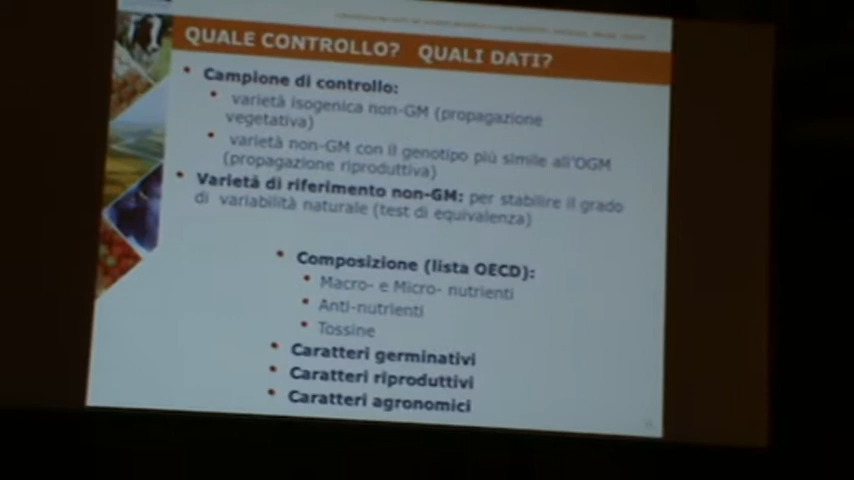 QUALE CONTROLLO? QUALI DATI?
• Campione di controllo:
• varietà isogenica non-GM (propagazione
vegetativa)
• varietà non-GM con il genotipo più simile all'OGM
(propagazione riproduttiva)
• Varietà di riferimento non-GM: per stabilire il grado
di variabilità naturale (test di equivalenza)
• Composizione (lista OECD):
• Macro- e Micro- nutrienti
• Anti-nutrienti
• Tossine
• Caratteri germinativi
• Caratteri riproduttivi
• Caratteri agronomici